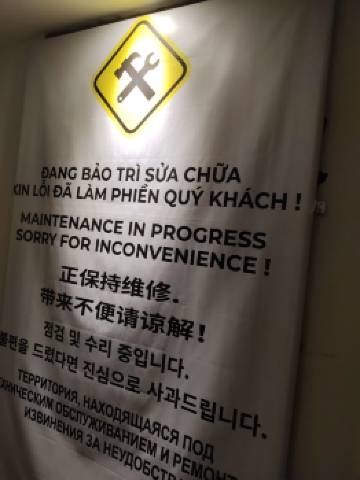 ĐANG BẢO TRÌ SỬA CHỮA
XIN LỖI ĐÃ LÀM PHIỀN QUÝ KHÁCH !
MAINTENANCE IN PROGRESS
SORRY FOR INCONVENIENCE !
正保持维修.
带来不便请谅解!
점검 및 수리 중입니다.
불편을 드렸다면 진심으로 사과드립니다.
ТЕРРИТОРИЯ, НАХОДЯЩАЯСЯ ПОД
ТЕХНИЧЕСКИМ ОБСЛУЖИВАНИЕМ И РЕМОНТ
ИЗВИНЕНИЯ ЗА НЕУДОБСТВ